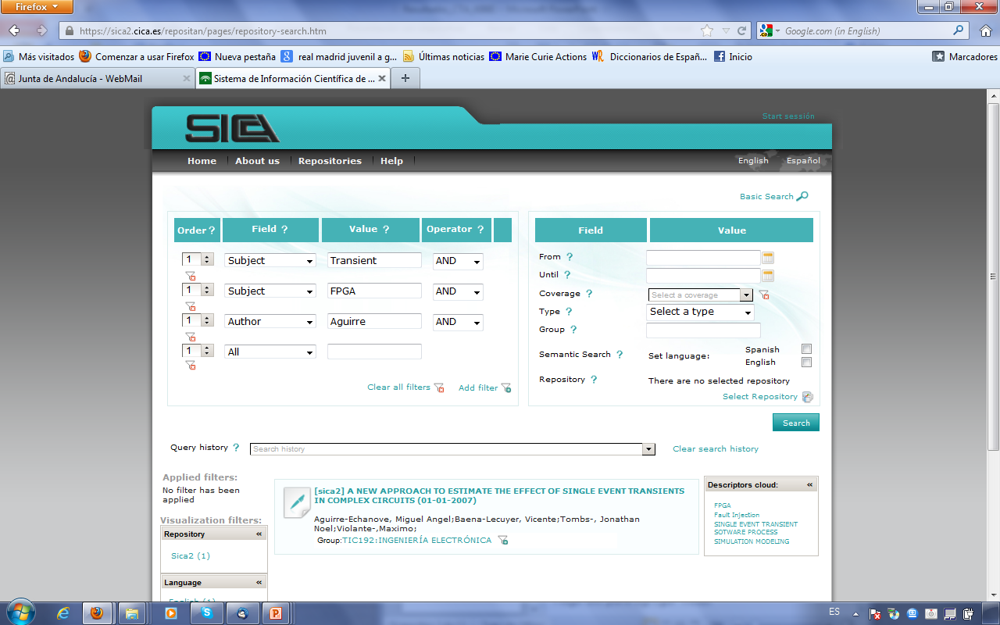 Firefox
https://sica2.cica.es/repositan/pages/repository-search.htm
Google.com (in English)
Más visitados
Comenzar a usar Firefox
Nueva pestaña
real madrid juvenil a g...
Últimas noticias
Marie Curie Actions
Diccionarios de Españ...
Inicio
Marcadores
Junta de Andalucía - WebMail
Sistema de Información Científica de ...
Start sessión
SICA
Home
About us
Repositories
Help
English
Español
Basic Search
Order ?
Field ?
Value ?
Operator ?
1 Subject Transient AND
1 Subject FPGA AND
1 Author Aguirre AND
1 All
Clear all filters
Add filter
Field
Value
From ?
Until ?
Coverage ? Select a coverage
Type ? Select a type
Group ?
Semantic Search ? Set language: Spanish
English
Repository ? There are no selected repository
Select Repository
Search
Query history ? Search history
Clear search history
Applied filters:
No filter has been
applied
Visualization filters:
Repository «
Sica2 (1)
Language «
English (1)
[sica2] A NEW APPROACH TO ESTIMATE THE EFFECT OF SINGLE EVENT TRANSIENTS
IN COMPLEX CIRCUITS (01-01-2007)
Aguirre-Echanove, Miguel Angel;Baena-Lecuyer, Vicente;Tombs-, Jonathan
Noel;Violante-,Maximo;
Group:TIC192:INGENIERÍA ELECTRÓNICA
Descriptors cloud: «
FPGA
Fault Injection
SINGLE EVENT TRANSIENT
SOTWARE PROCESS
SIMULATION MODELING
ES